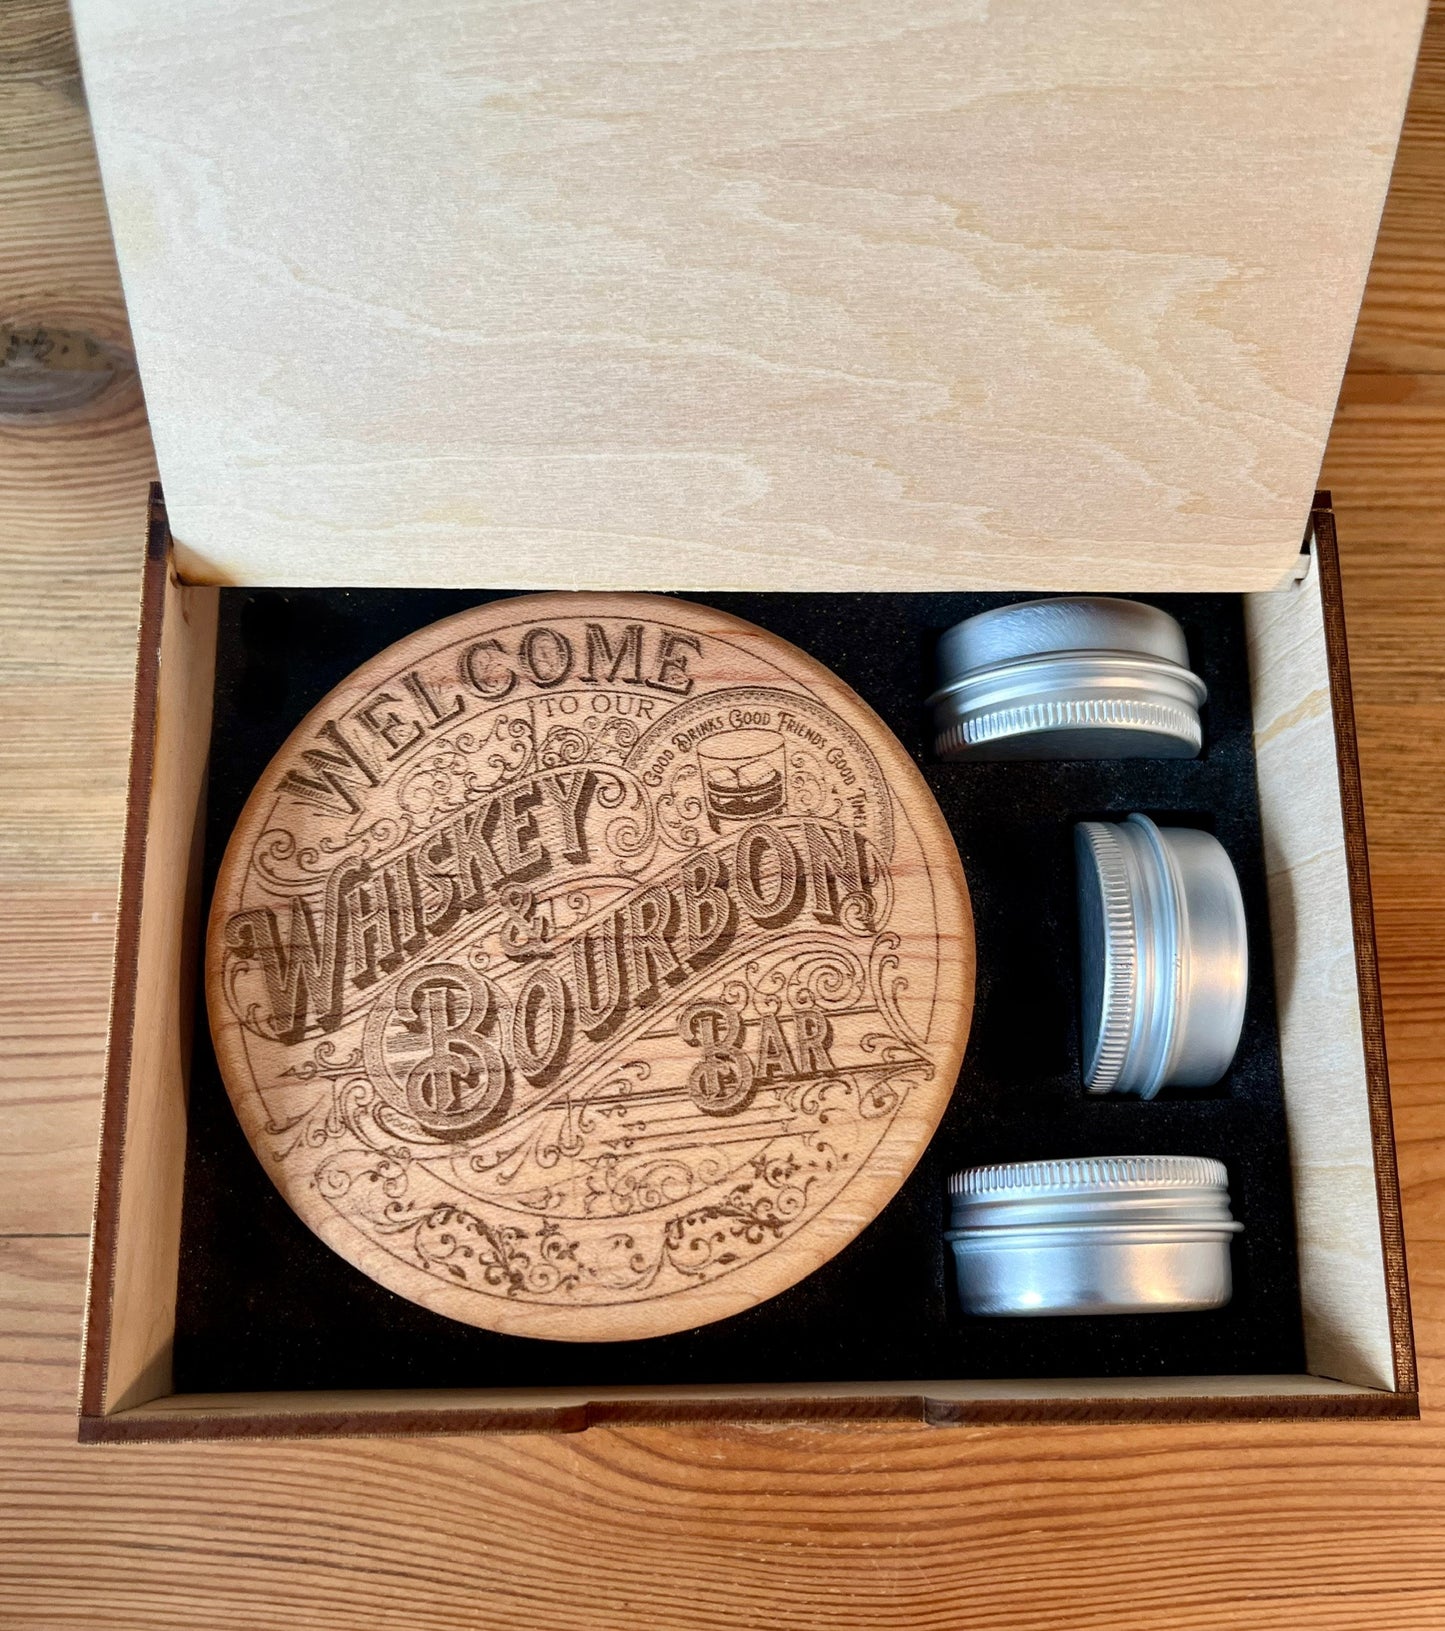 WELCOME
TO OUR
GOOD DRINKS GOOD FRIENDS GOOD TIMES
WHISKEY
&
BOURBON
BAR